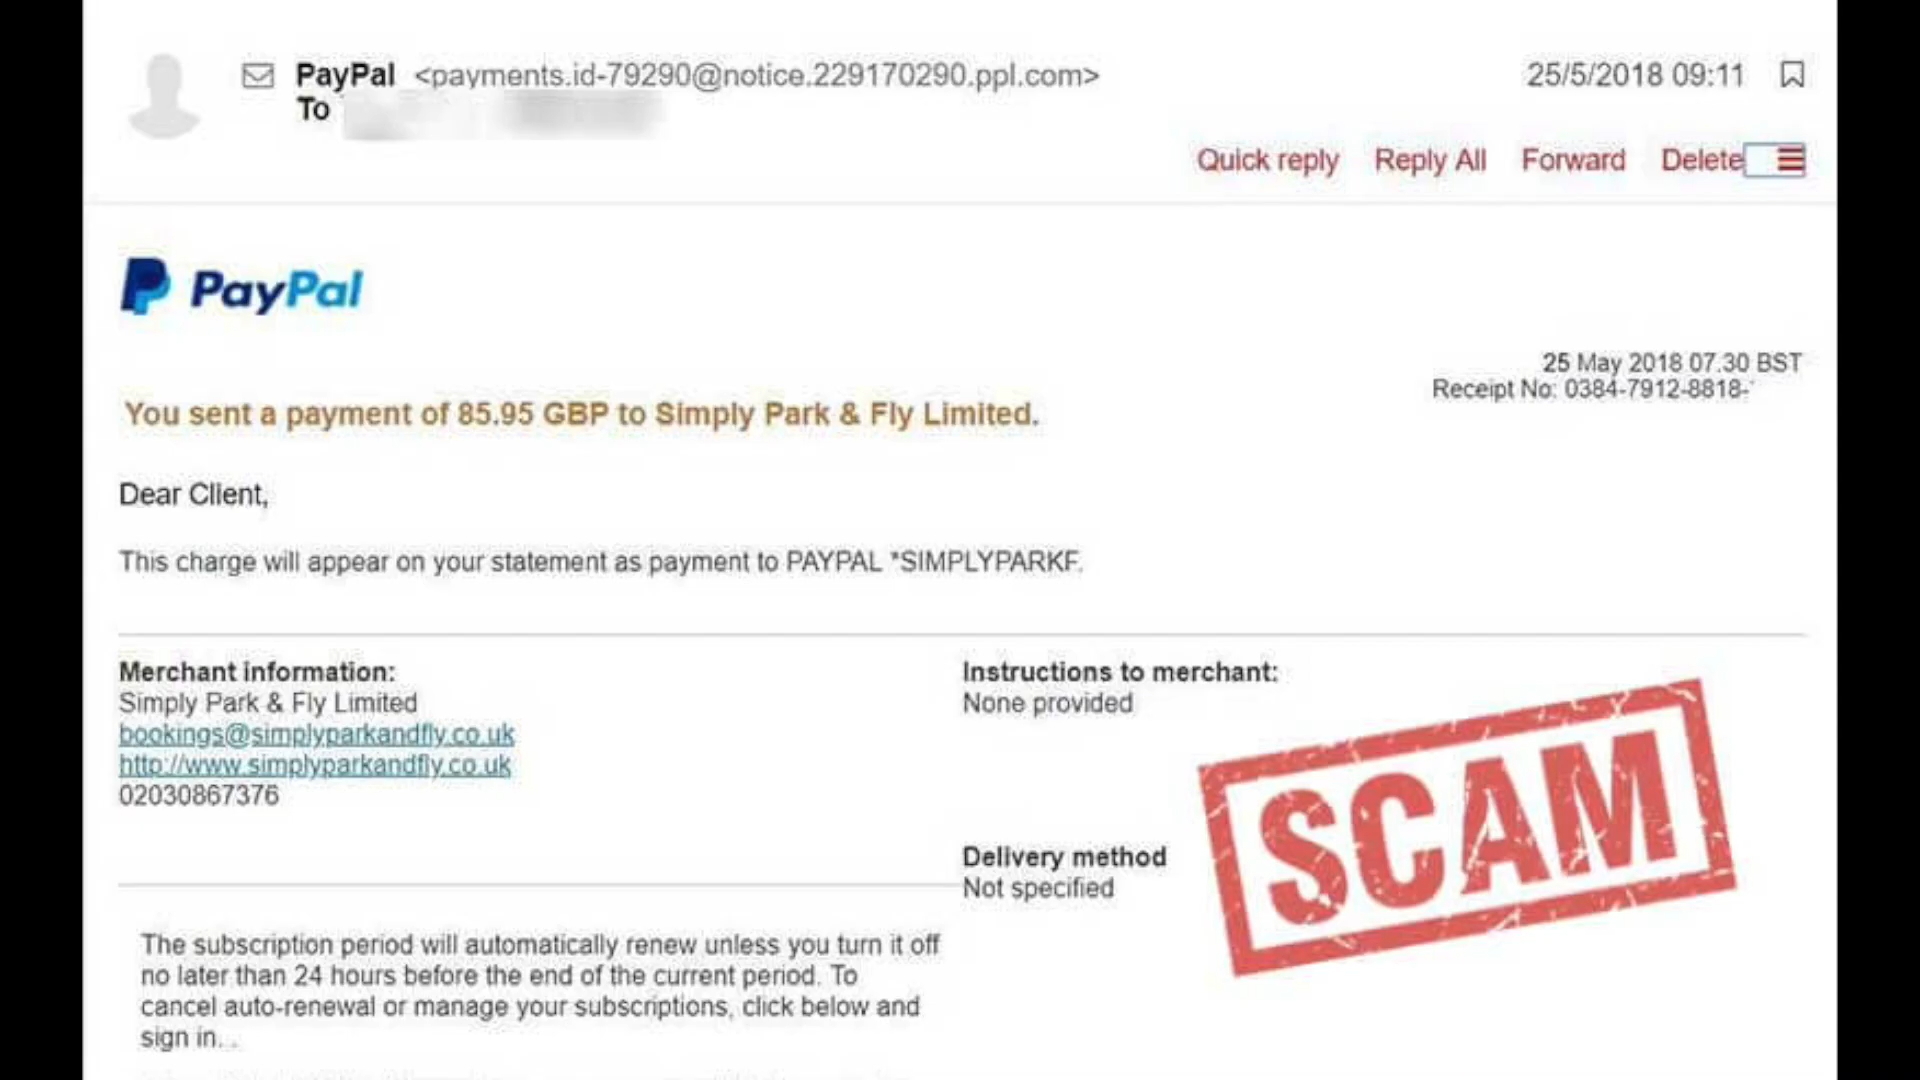 PayPal <payments.id-79290@notice.229170290.ppl.com>
25/5/2018 09:11
To
Quick reply Reply All Forward Delete
PayPal
25 May 2018 07.30 BST
Receipt No: 0384-7912-8818-
You sent a payment of 85.95 GBP to Simply Park & Fly Limited.
Dear Client,
This charge will appear on your statement as payment to PAYPAL *SIMPLYPARKF.
Merchant information:
Simply Park & Fly Limited
bookings@simplyparkandfly.co.uk
http://www.simplyparkandfly.co.uk
02030867376
Instructions to merchant:
None provided
Delivery method
Not specified
SCAM
The subscription period will automatically renew unless you turn it off
no later than 24 hours before the end of the current period. To
cancel auto-renewal or manage your subscriptions, click below and
sign in. .